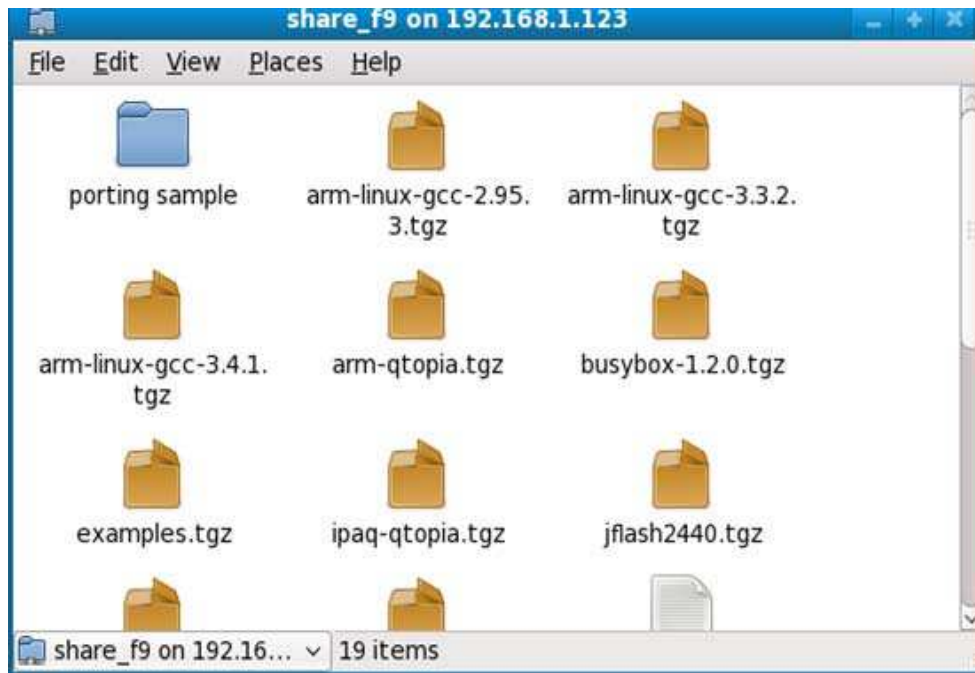 share_f9 on 192.168.1.123
File Edit View Places Help
porting sample
arm-linux-gcc-2.95.
3.tgz
arm-linux-gcc-3.3.2.
tgz
arm-linux-gcc-3.4.1.
tgz
arm-qtopia.tgz
busybox-1.2.0.tgz
examples.tgz
ipaq-qtopia.tgz
jflash2440.tgz
share_f9 on 192.16... 19 items